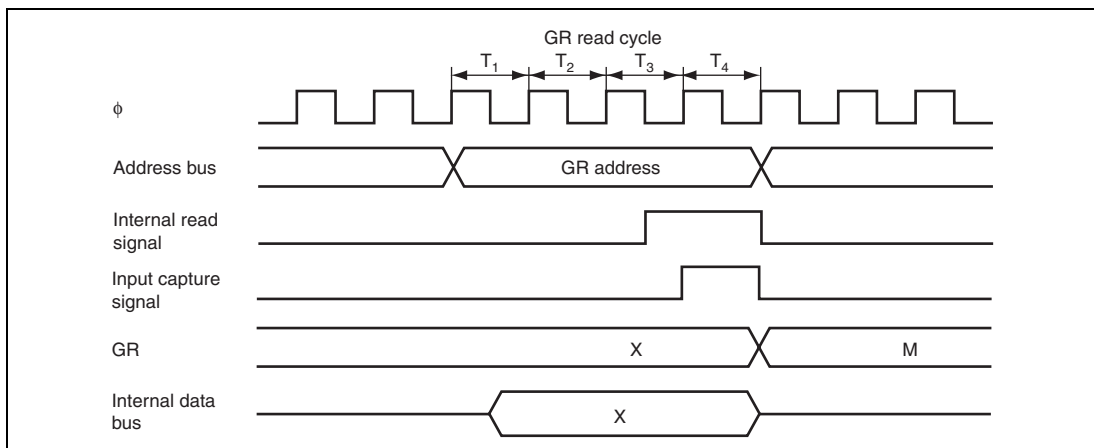 GR read cycle
T1 T2 T3 T4
ϕ
Address bus
GR address
Internal read
signal
Input capture
signal
GR
X
M
Internal data
bus
X